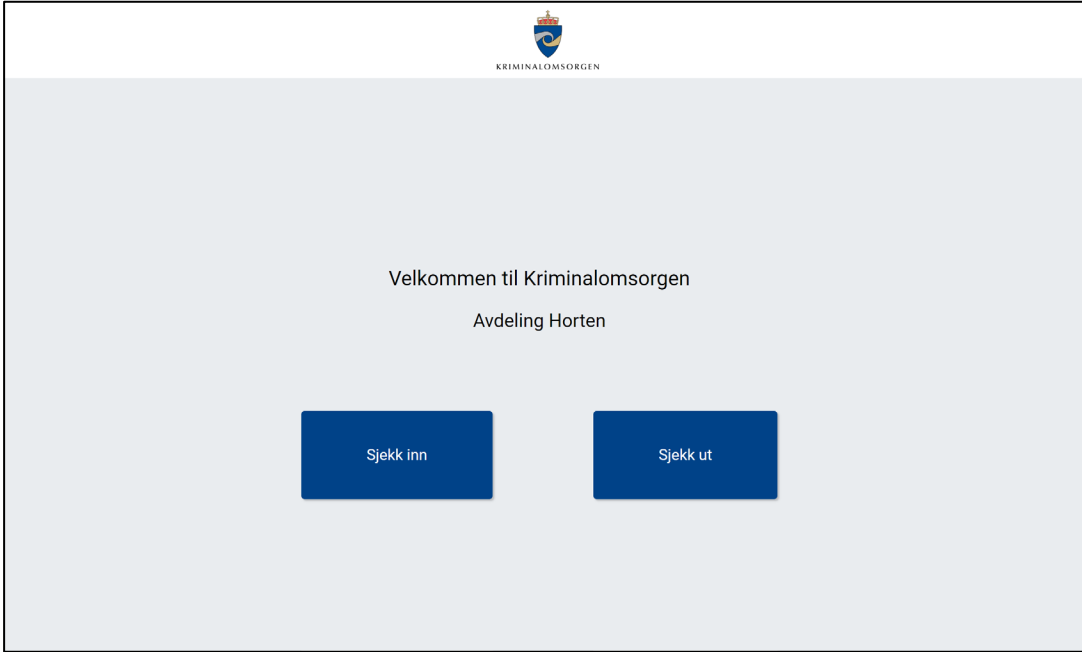 KRIMINALOMSORGEN
Velkommen til Kriminalomsorgen
Avdeling Horten
Sjekk inn
Sjekk ut